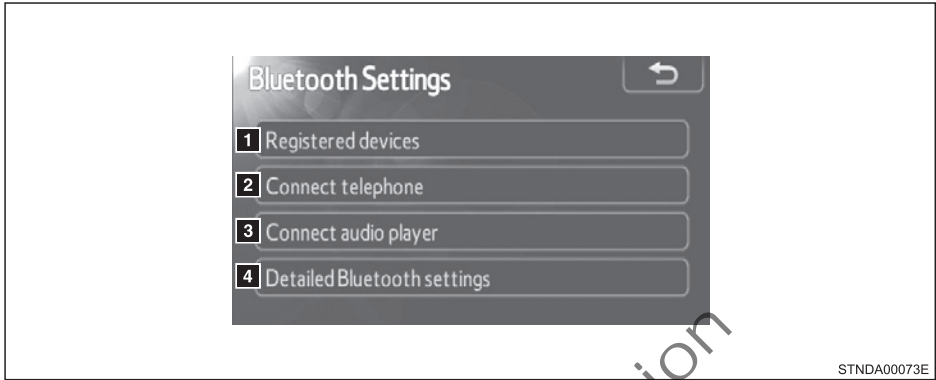 Bluetooth Settings
1 Registered devices
2 Connect telephone
3 Connect audio player
4 Detailed Bluetooth settings
STNDA00073E